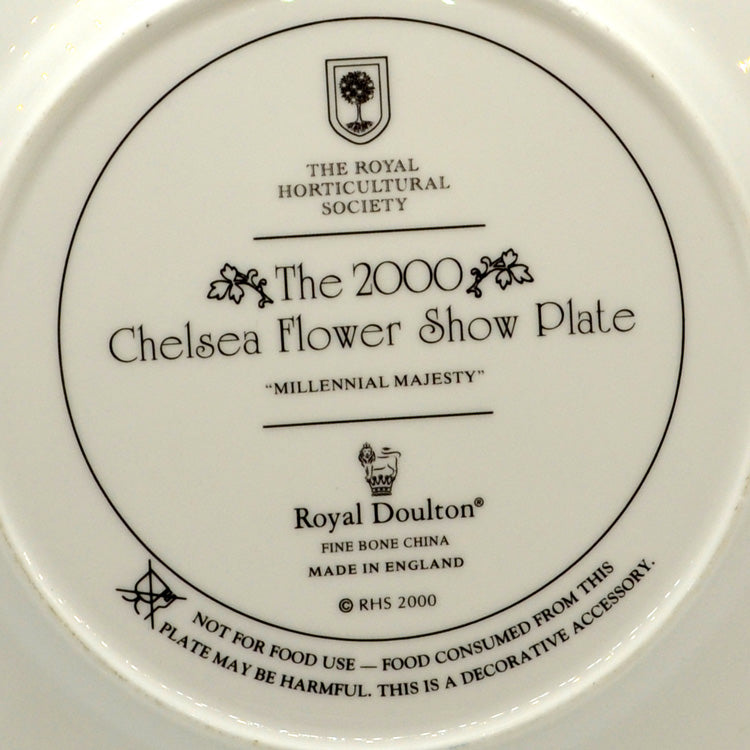 THE ROYAL
HORTICULTURAL
SOCIETY
The 2000
Chelsea Flower Show Plate
"MILLENNIAL MAJESTY"
Royal Doulton®
FINE BONE CHINA
MADE IN ENGLAND
© RHS 2000
NOT FOR FOOD USE — FOOD CONSUMED FROM THIS
PLATE MAY BE HARMFUL. THIS IS A DECORATIVE ACCESSORY.